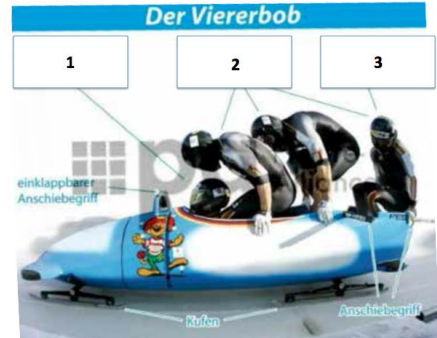 Der Viererbob
1 2 3
einklappbarer
Anschiebegriff
Kufen
Anschiebegriff